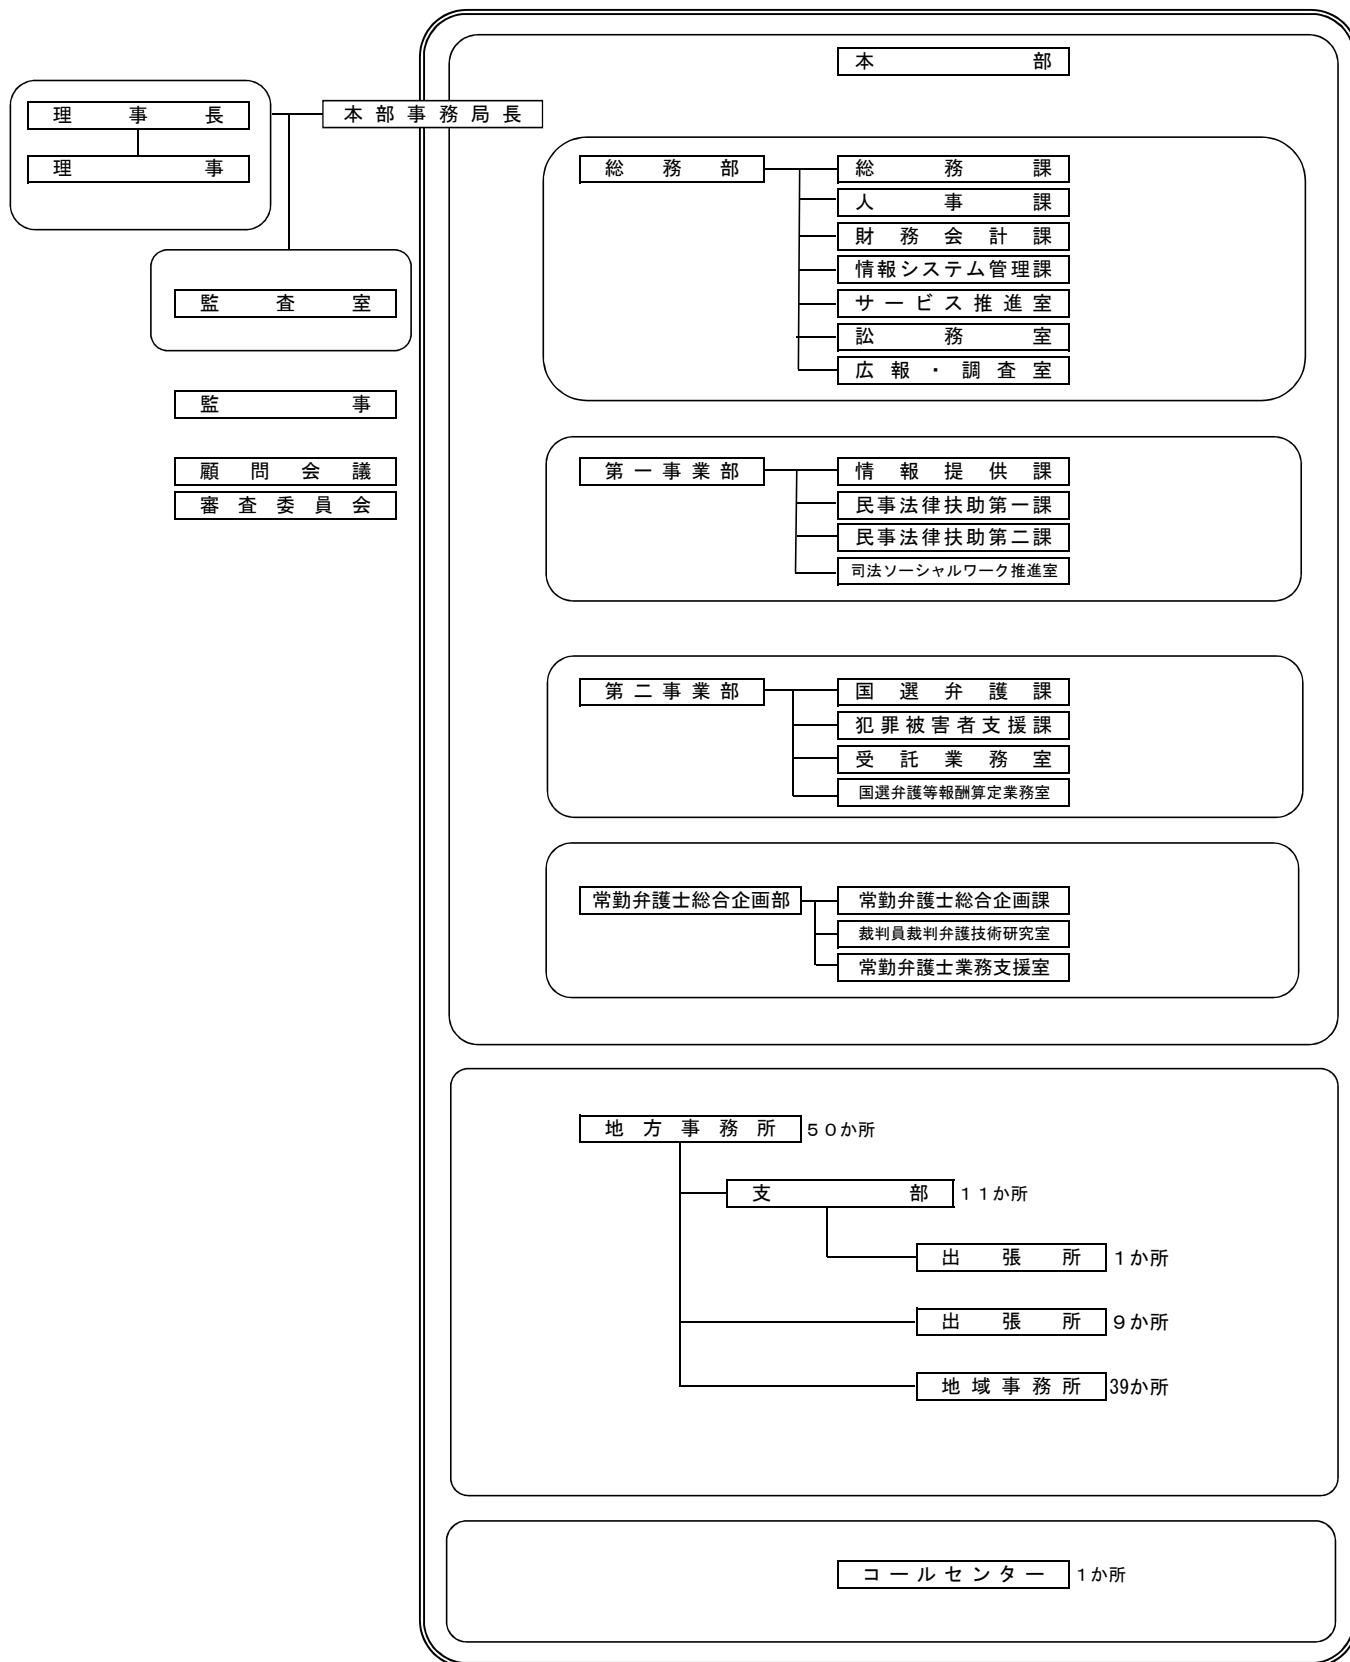 本部
理事長
本部事務局長
理事
総務部
総務課
人事課
財務会計課
情報システム管理課
サービス推進室
訟務室
広報・調査室
監査室
監事
顧問会議
審査委員会
第一事業部
情報提供課
民事法律扶助第一課
民事法律扶助第二課
司法ソーシャルワーク推進室
第二事業部
国選弁護課
犯罪被害者支援課
受託業務室
国選弁護等報酬算定業務室
常勤弁護士総合企画部
常勤弁護士総合企画課
裁判員裁判弁護技術研究室
常勤弁護士業務支援室
地方事務所 ５０か所
支部 １１か所
出張所 １か所
出張所 ９か所
地域事務所 39か所
コールセンター １か所